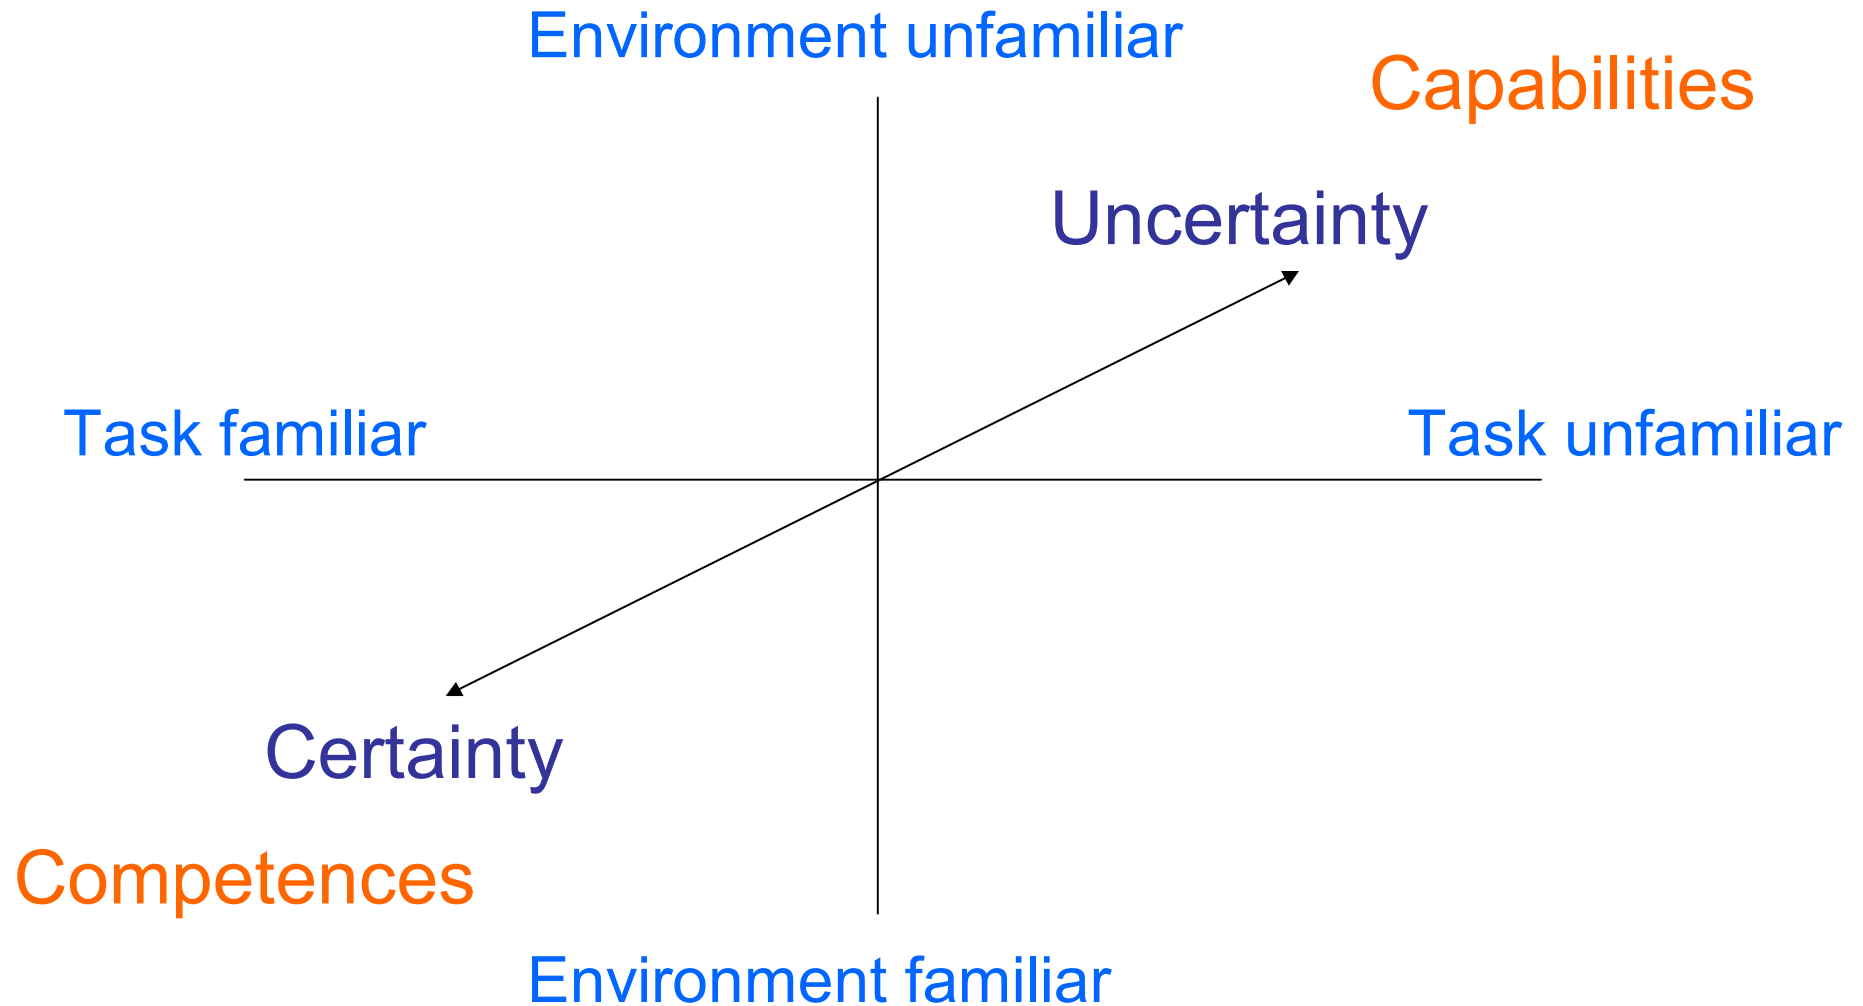 Environment unfamiliar
Capabilities
Uncertainty
Task familiar
Task unfamiliar
Certainty
Competences
Environment familiar